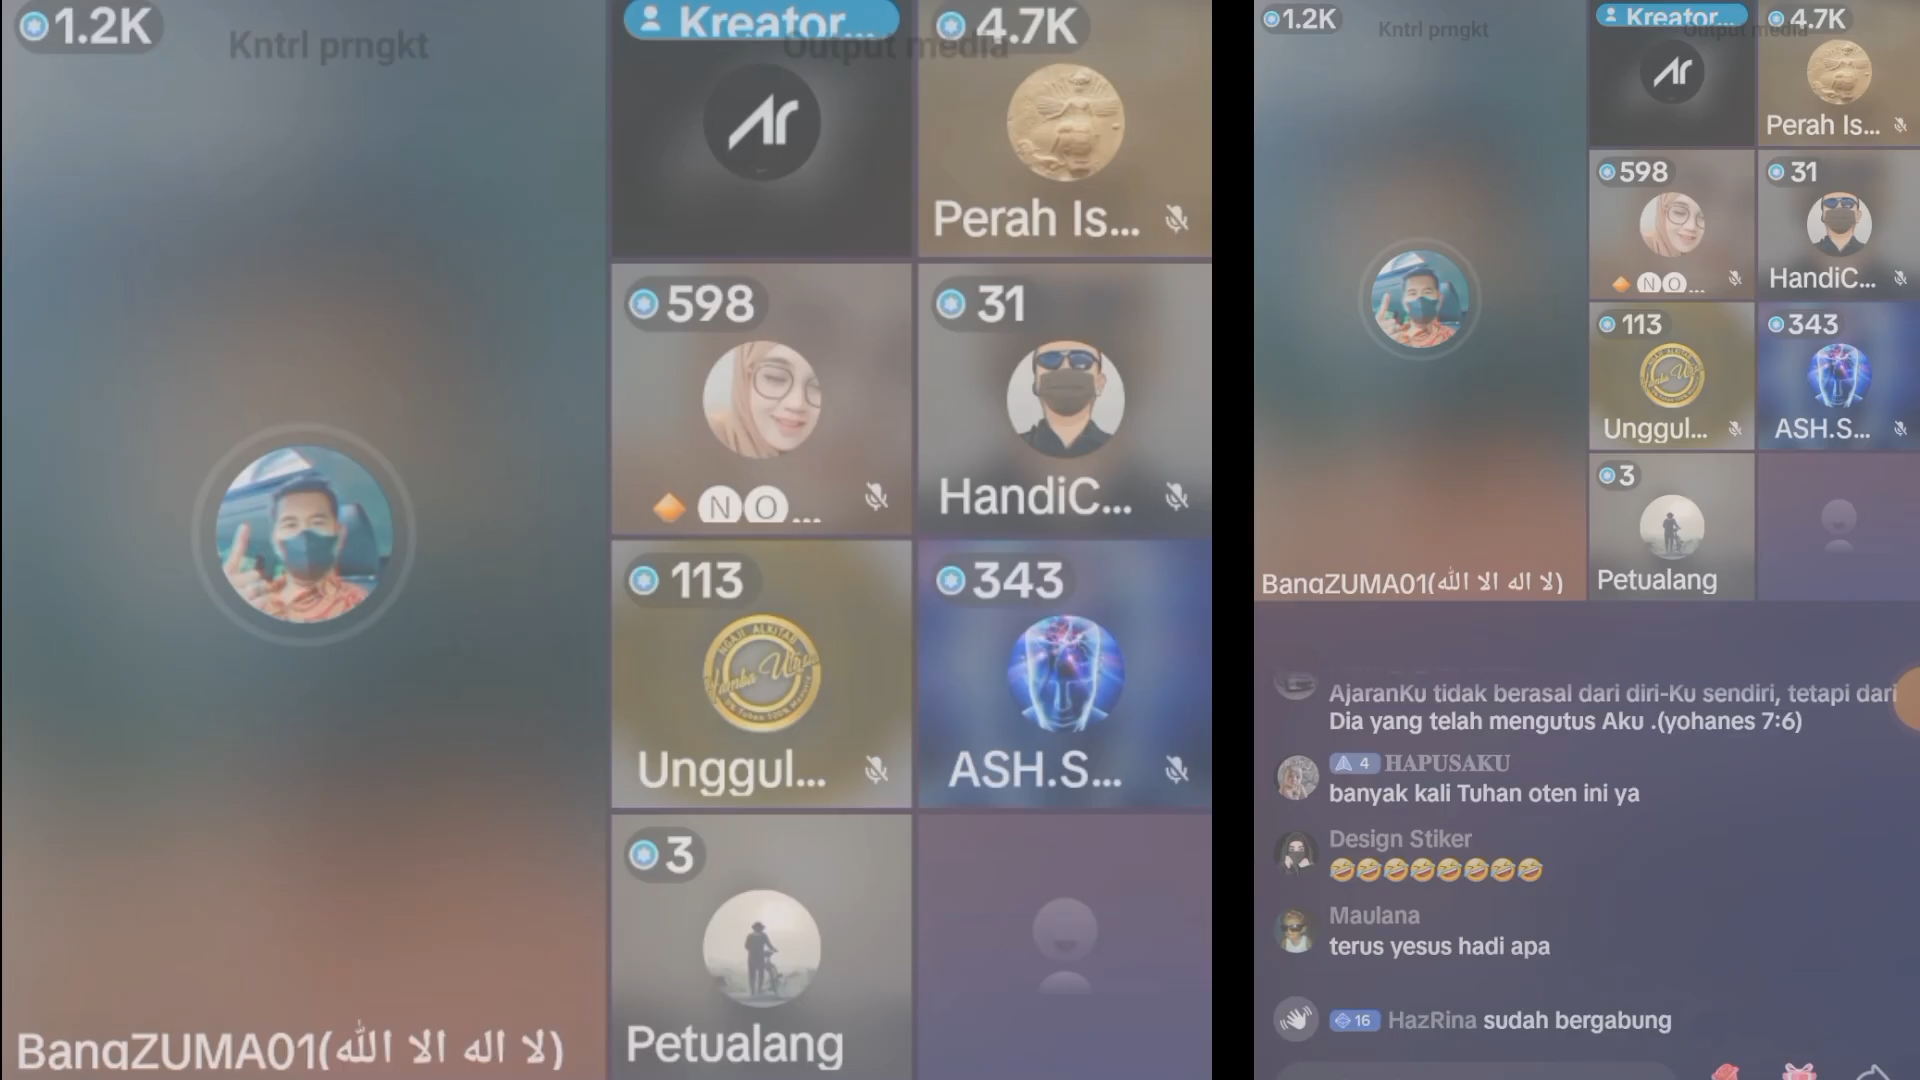 1.2K
Kntrl prngkt
Kreator...
Output media
4.7K
Perah Is...
598
N O ...
31
HandiC...
113
NGAJI ALKITAB
Unggul...
343
ASH.S...
3
Petualang
BangZUMA01(لا اله الا الله)
1.2K
Kntrl prngkt
Kreator...
Output media
4.7K
Perah Is...
598
N O ...
31
HandiC...
113
Unggul...
343
ASH.S...
3
Petualang
BangZUMA01(لا اله الا الله)
AjaranKu tidak berasal dari diri-Ku sendiri, tetapi dari
Dia yang telah mengutus Aku .(yohanes 7:6)
4 HAPUSAKU
banyak kali Tuhan oten ini ya
Design Stiker
🤣🤣🤣🤣🤣🤣🤣🤣
Maulana
terus yesus hadi apa
16 HazRina sudah bergabung